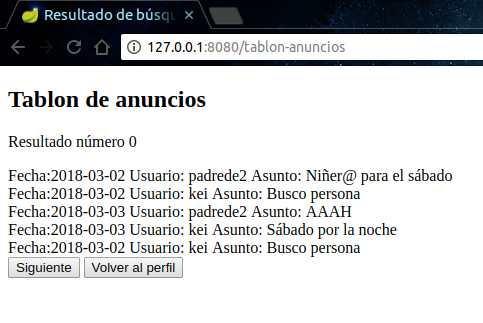 Resultado de búsqu
127.0.0.1:8080/tablon-anuncios
Tablon de anuncios
Resultado número 0
Fecha:2018-03-02 Usuario: padrede2 Asunto: Niñer@ para el sábado
Fecha:2018-03-02 Usuario: kei Asunto: Busco persona
Fecha:2018-03-03 Usuario: padrede2 Asunto: AAAH
Fecha:2018-03-03 Usuario: kei Asunto: Sábado por la noche
Fecha:2018-03-02 Usuario: kei Asunto: Busco persona
Siguiente Volver al perfil